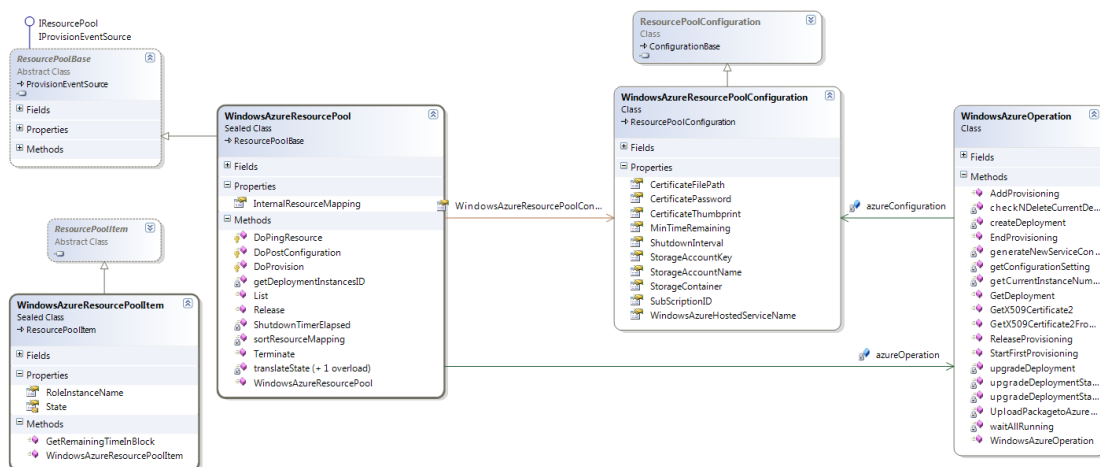 IResourcePool
IProvisionEventSource
ResourcePoolBase
Abstract Class
ProvisionEventSource
Fields
Properties
Methods
WindowsAzureResourcePool
Sealed Class
ResourcePoolBase
Fields
Properties
InternalResourceMapping
Methods
DoPingResource
DoPostConfiguration
DoProvision
getDeploymentInstancesID
List
Release
ShutdownTimerElapsed
sortResourceMapping
Terminate
translateState (+ 1 overload)
WindowsAzureResourcePool
ResourcePoolItem
Abstract Class
WindowsAzureResourcePoolItem
Sealed Class
ResourcePoolItem
Fields
Properties
RoleInstanceName
State
Methods
GetRemainingTimeInBlock
WindowsAzureResourcePoolItem
WindowsAzureResourcePoolCon...
ResourcePoolConfiguration
Class
ConfigurationBase
WindowsAzureResourcePoolConfiguration
Class
ResourcePoolConfiguration
Fields
Properties
CertificateFilePath
CertificatePassword
CertificateThumbprint
MinTimeRemaining
ShutdownInterval
StorageAccountKey
StorageAccountName
StorageContainer
SubScriptionID
WindowsAzureHostedServiceName
azureConfiguration
azureOperation
WindowsAzureOperation
Class
Fields
Methods
AddProvisioning
checkNDeleteCurrentDe...
createDeployment
EndProvisioning
generateNewServiceCon...
getConfigurationSetting
getCurrentInstanceNum...
GetDeployment
GetX509Certificate2
GetX509Certificate2Fro...
ReleaseProvisioning
StartFirstProvisioning
upgradeDeployment
upgradeDeploymentSta...
upgradeDeploymentSta...
UploadPackagetoAzure...
waitAllRunning
WindowsAzureOperation